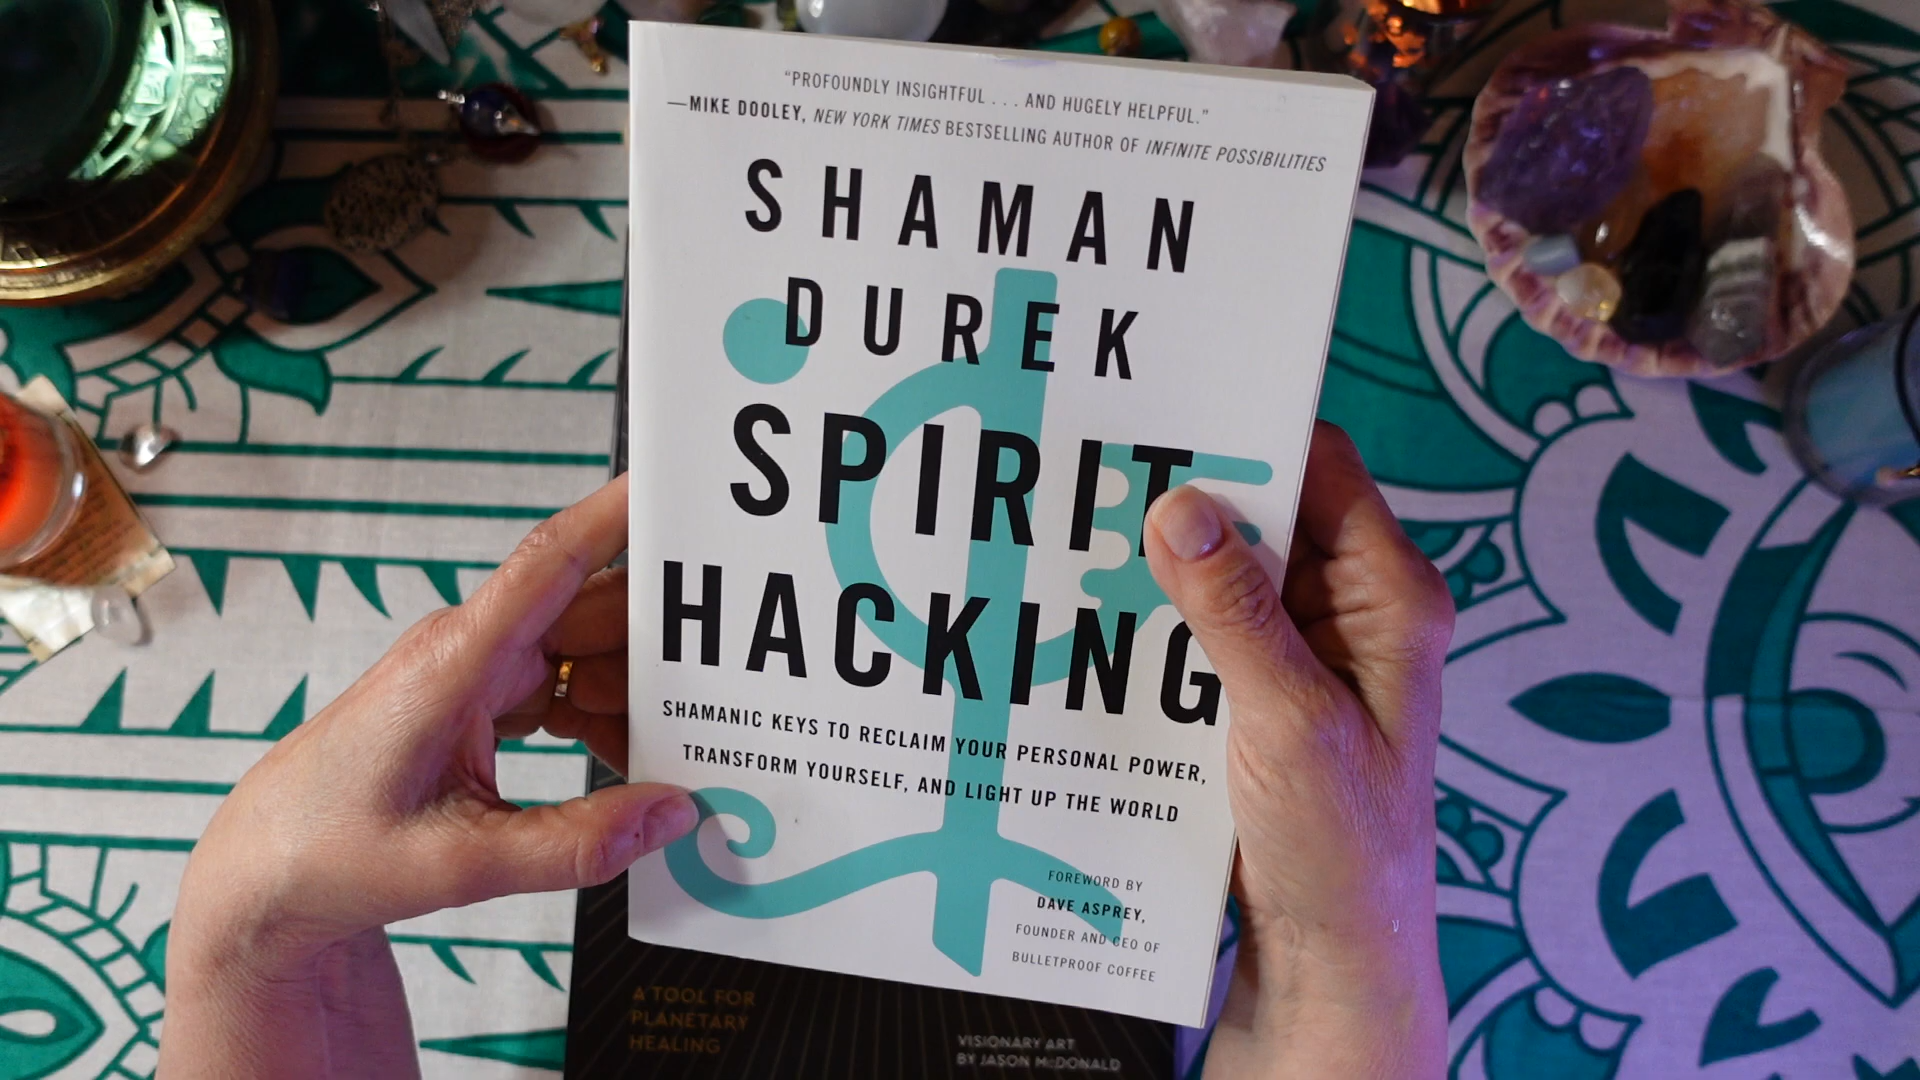 “PROFOUNDLY INSIGHTFUL . . . AND HUGELY HELPFUL.”
—MIKE DOOLEY, NEW YORK TIMES BESTSELLING AUTHOR OF INFINITE POSSIBILITIES
SHAMAN
DUREK
SPIRIT
HACKING
SHAMANIC KEYS TO RECLAIM YOUR PERSONAL POWER,
TRANSFORM YOURSELF, AND LIGHT UP THE WORLD
FOREWORD BY
DAVE ASPREY,
FOUNDER AND CEO OF
BULLETPROOF COFFEE
A TOOL FOR
PLANETARY
HEALING
VISIONARY ART
BY JASON McDONALD